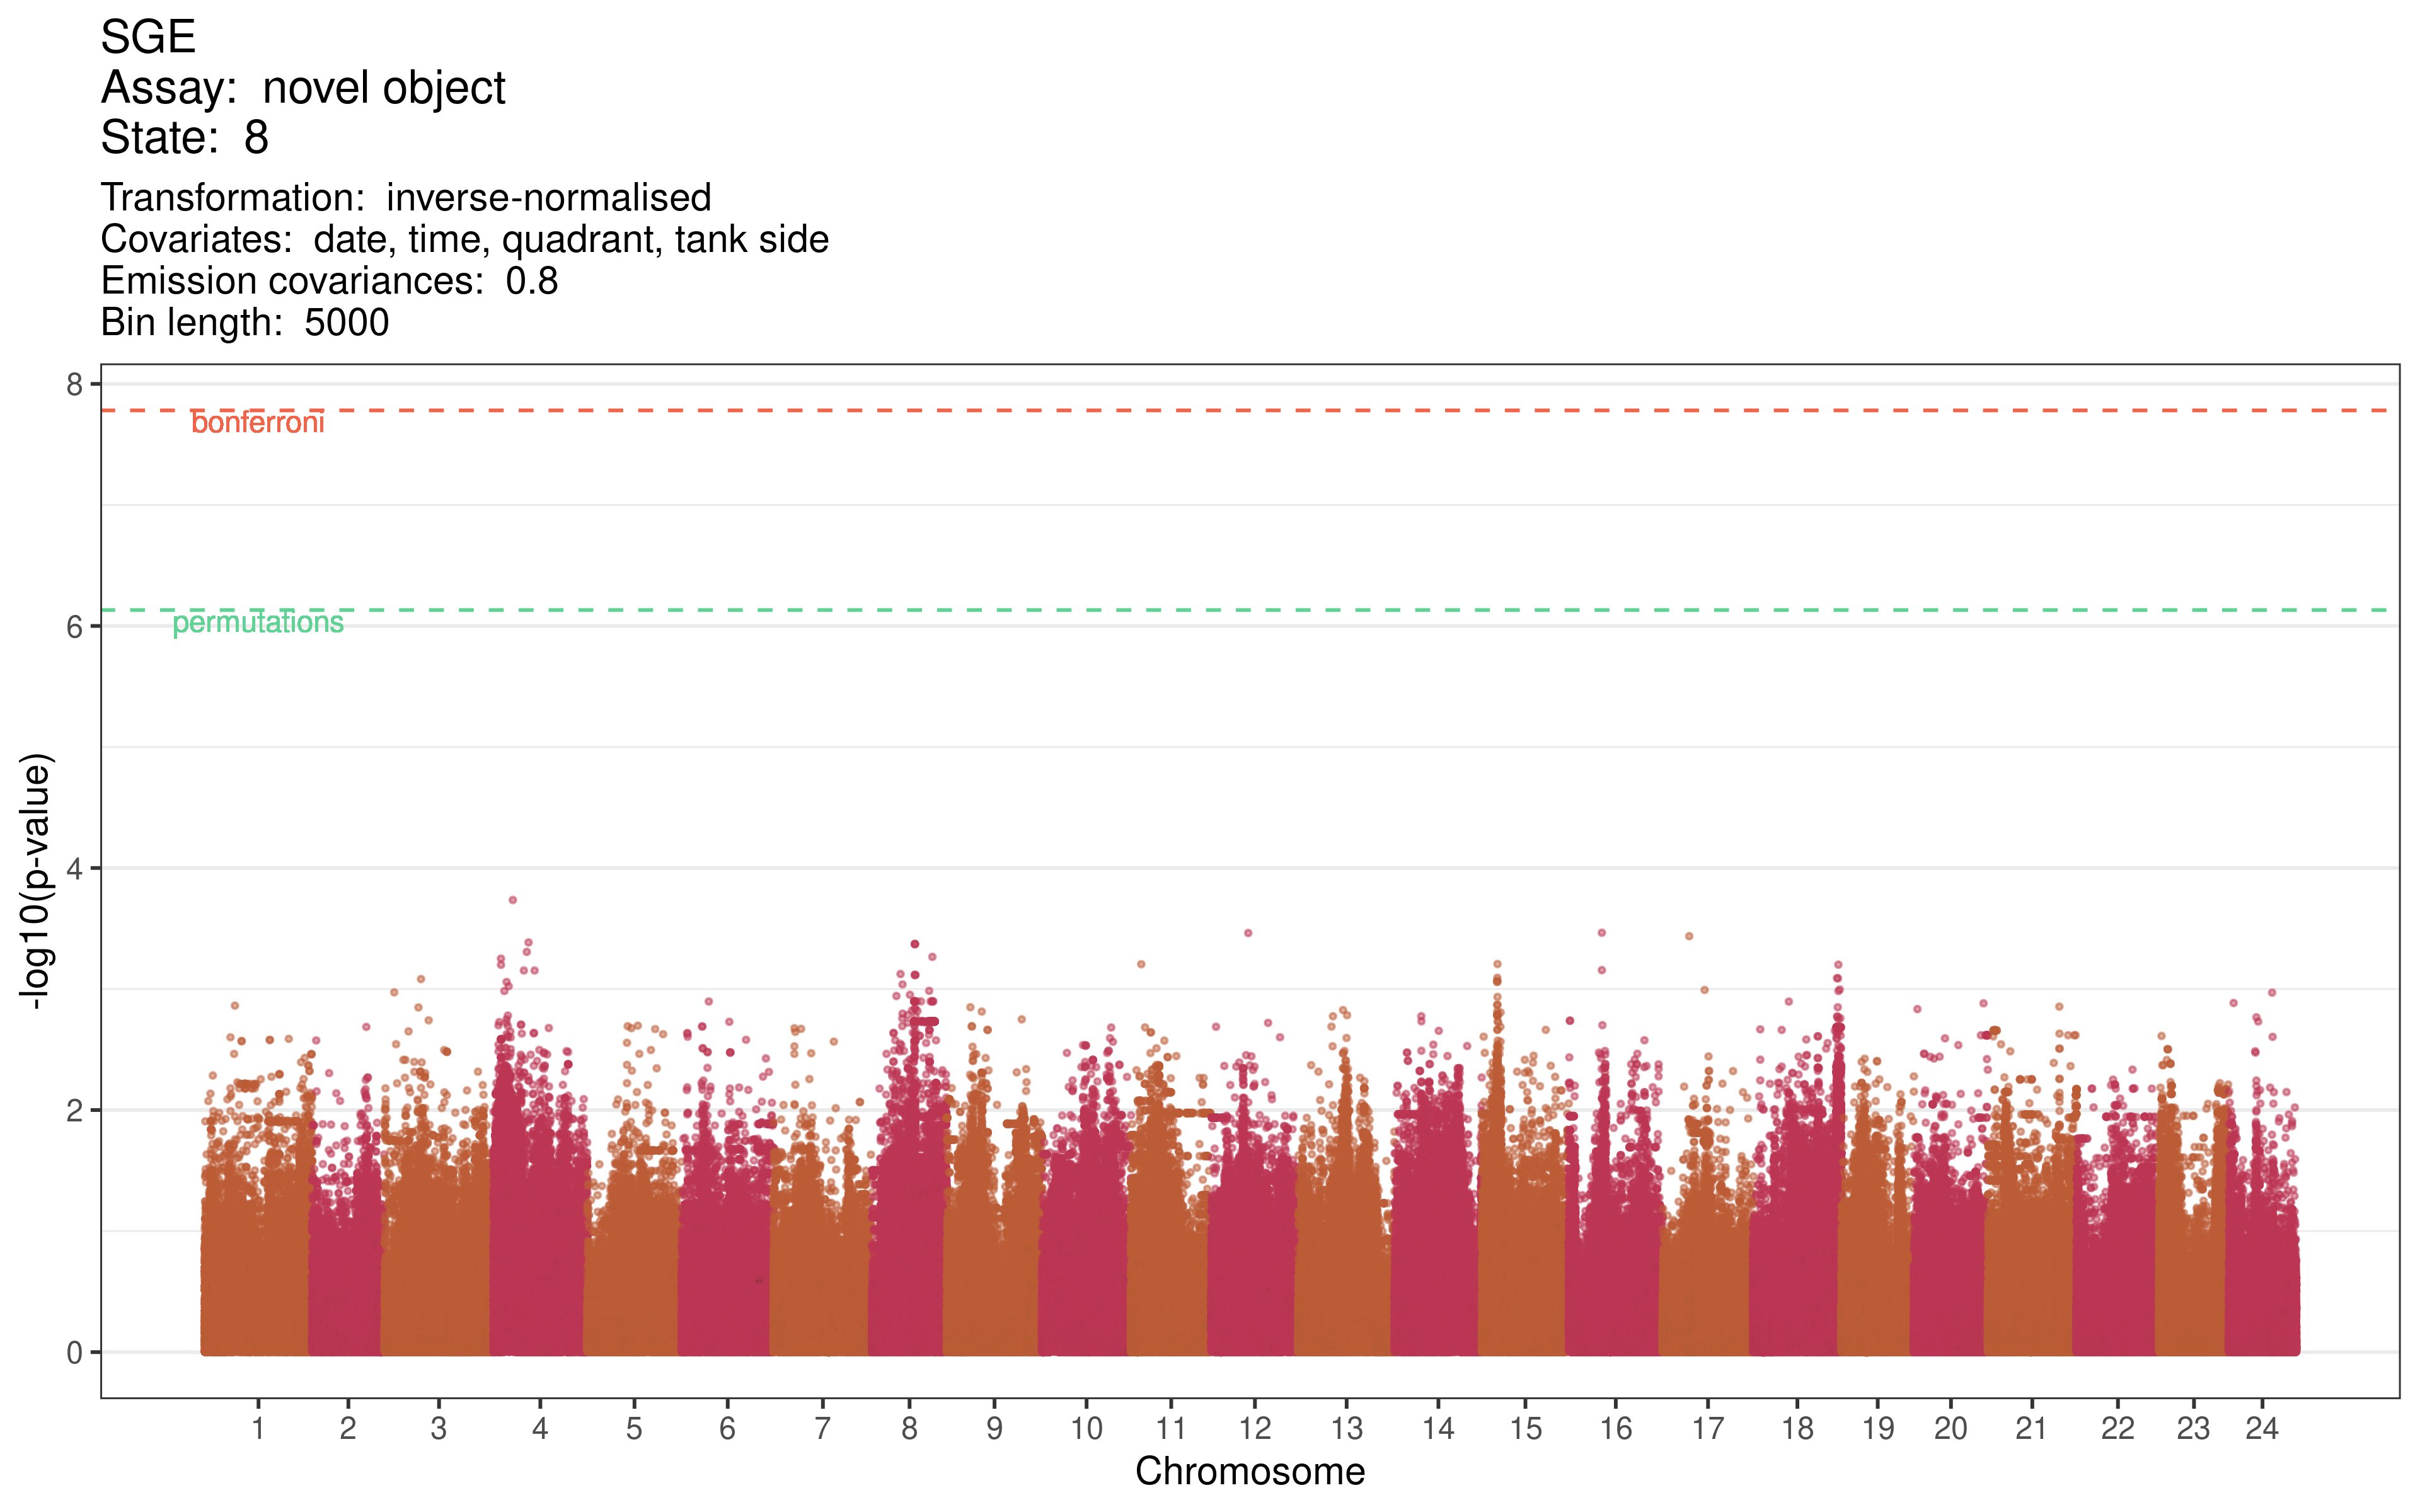 SGE
Assay:  novel object
State:  8
Transformation:  inverse-normalised
Covariates:  date, time, quadrant, tank side
Emission covariances:  0.8
Bin length:  5000
8
bonferroni
permutations
6
4
2
0
-log10(p-value)
1 2 3 4 5 6 7 8 9 10 11 12 13 14 15 16 17 18 19 20 21 22 23 24
Chromosome